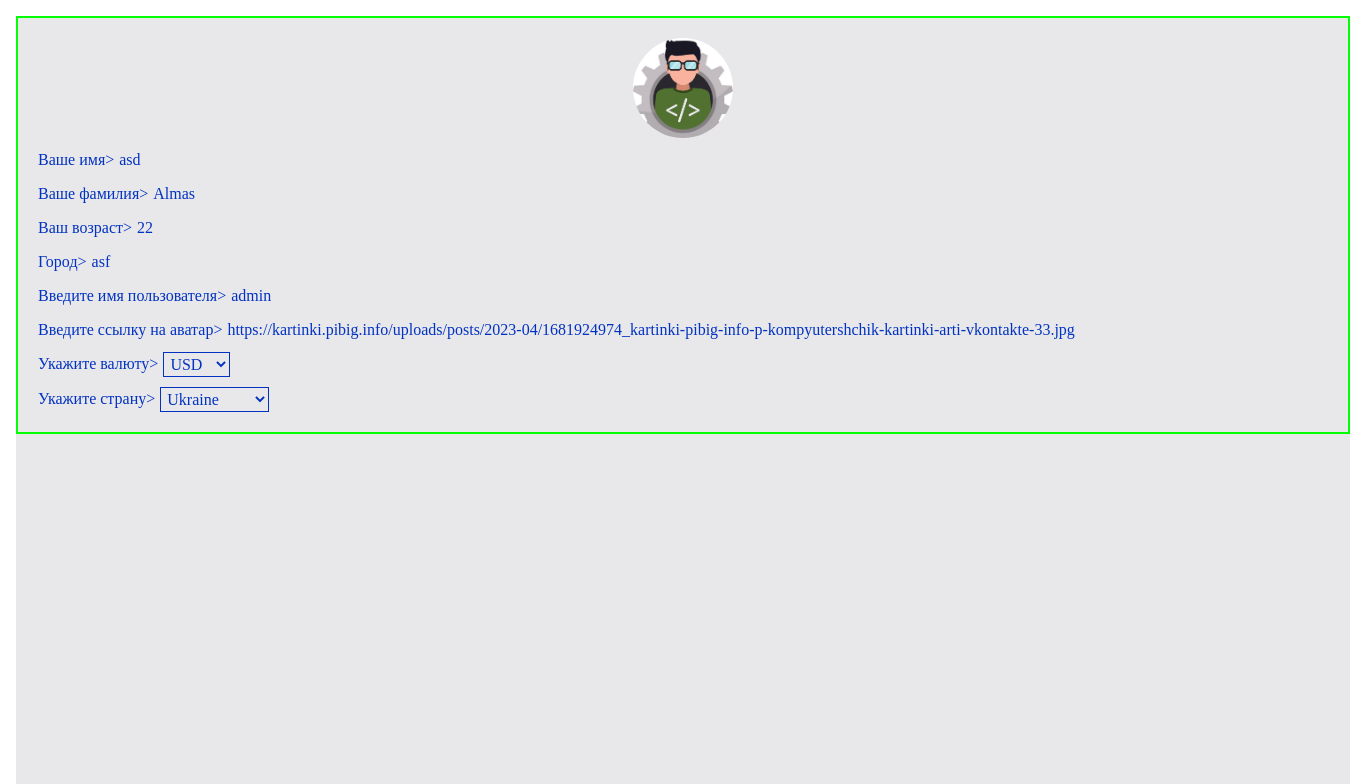 </>
Ваше имя> asd
Ваше фамилия> Almas
Ваш возраст> 22
Город> asf
Введите имя пользователя> admin
Введите ссылку на аватар> https://kartinki.pibig.info/uploads/posts/2023-04/1681924974_kartinki-pibig-info-p-kompyutershchik-kartinki-arti-vkontakte-33.jpg
Укажите валюту> USD
Укажите страну> Ukraine